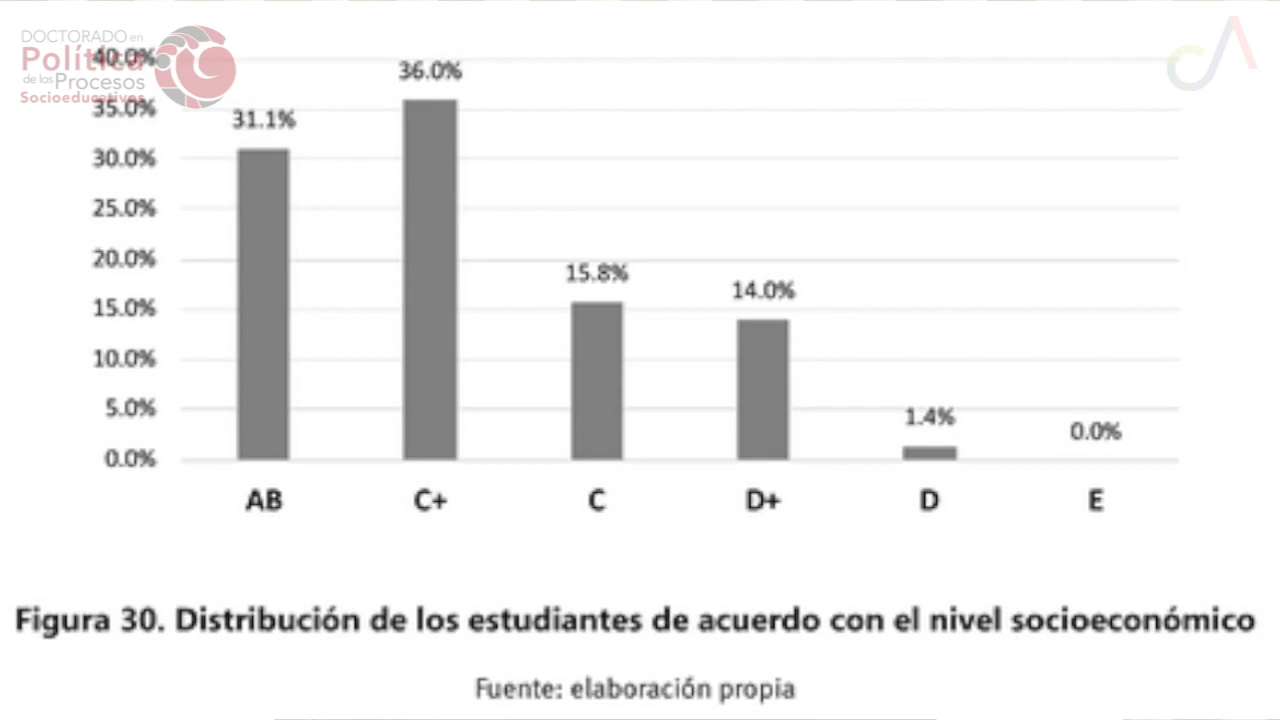 DOCTORADO en
Política
de los Procesos
Socioeducativos
40.0%
35.0%
30.0%
25.0%
20.0%
15.0%
10.0%
5.0%
0.0%
31.1%
36.0%
15.8%
14.0%
1.4%
0.0%
AB C+ C D+ D E
Figura 30. Distribución de los estudiantes de acuerdo con el nivel socioeconómico
Fuente: elaboración propia